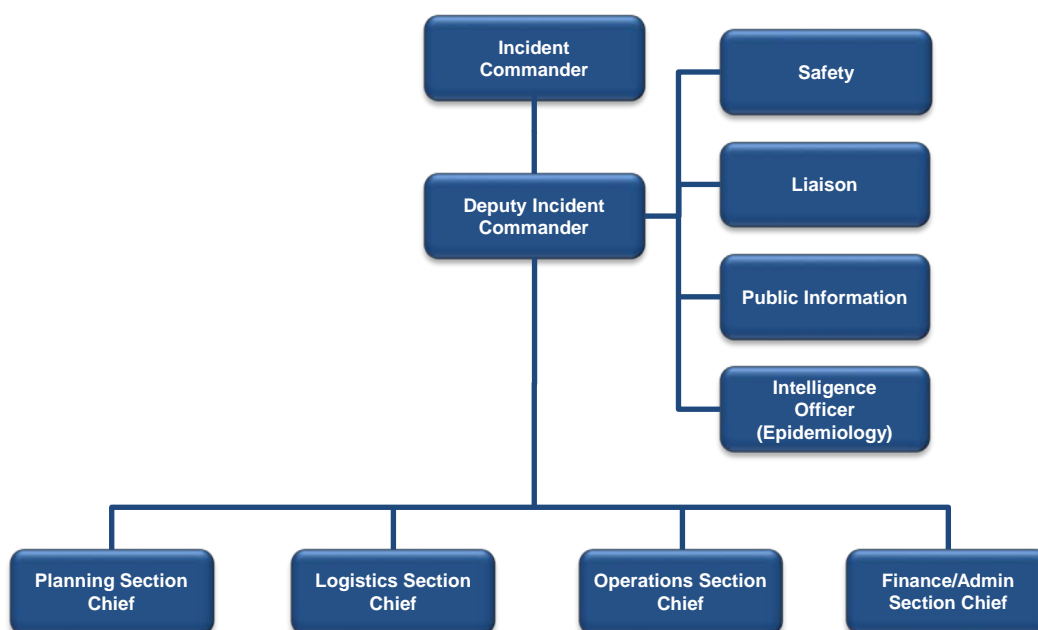 Incident
Commander
Safety
Deputy Incident
Commander
Liaison
Public Information
Intelligence
Officer
(Epidemiology)
Planning Section
Chief
Logistics Section
Chief
Operations Section
Chief
Finance/Admin
Section Chief